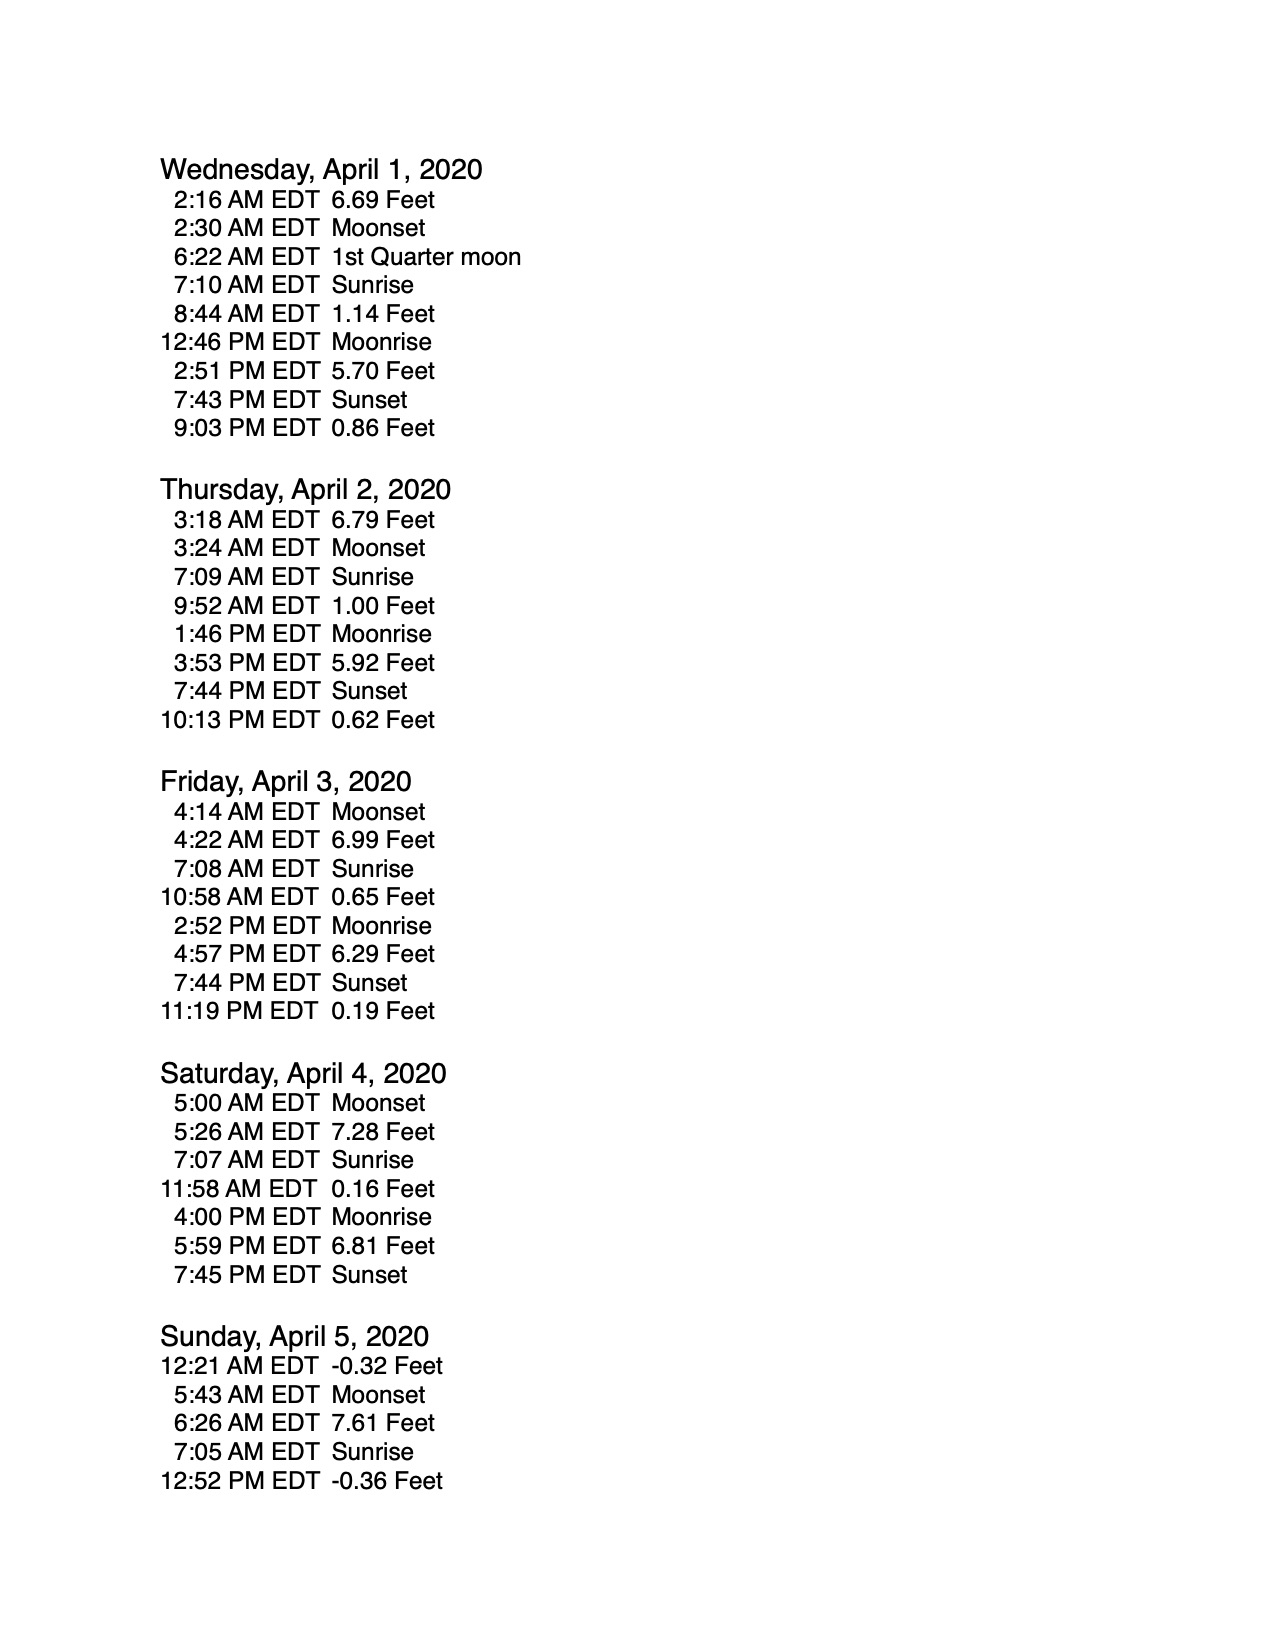 Wednesday, April 1, 2020
2:16 AM EDT 6.69 Feet
2:30 AM EDT Moonset
6:22 AM EDT 1st Quarter moon
7:10 AM EDT Sunrise
8:44 AM EDT 1.14 Feet
12:46 PM EDT Moonrise
2:51 PM EDT 5.70 Feet
7:43 PM EDT Sunset
9:03 PM EDT 0.86 Feet
Thursday, April 2, 2020
3:18 AM EDT 6.79 Feet
3:24 AM EDT Moonset
7:09 AM EDT Sunrise
9:52 AM EDT 1.00 Feet
1:46 PM EDT Moonrise
3:53 PM EDT 5.92 Feet
7:44 PM EDT Sunset
10:13 PM EDT 0.62 Feet
Friday, April 3, 2020
4:14 AM EDT Moonset
4:22 AM EDT 6.99 Feet
7:08 AM EDT Sunrise
10:58 AM EDT 0.65 Feet
2:52 PM EDT Moonrise
4:57 PM EDT 6.29 Feet
7:44 PM EDT Sunset
11:19 PM EDT 0.19 Feet
Saturday, April 4, 2020
5:00 AM EDT Moonset
5:26 AM EDT 7.28 Feet
7:07 AM EDT Sunrise
11:58 AM EDT 0.16 Feet
4:00 PM EDT Moonrise
5:59 PM EDT 6.81 Feet
7:45 PM EDT Sunset
Sunday, April 5, 2020
12:21 AM EDT -0.32 Feet
5:43 AM EDT Moonset
6:26 AM EDT 7.61 Feet
7:05 AM EDT Sunrise
12:52 PM EDT -0.36 Feet